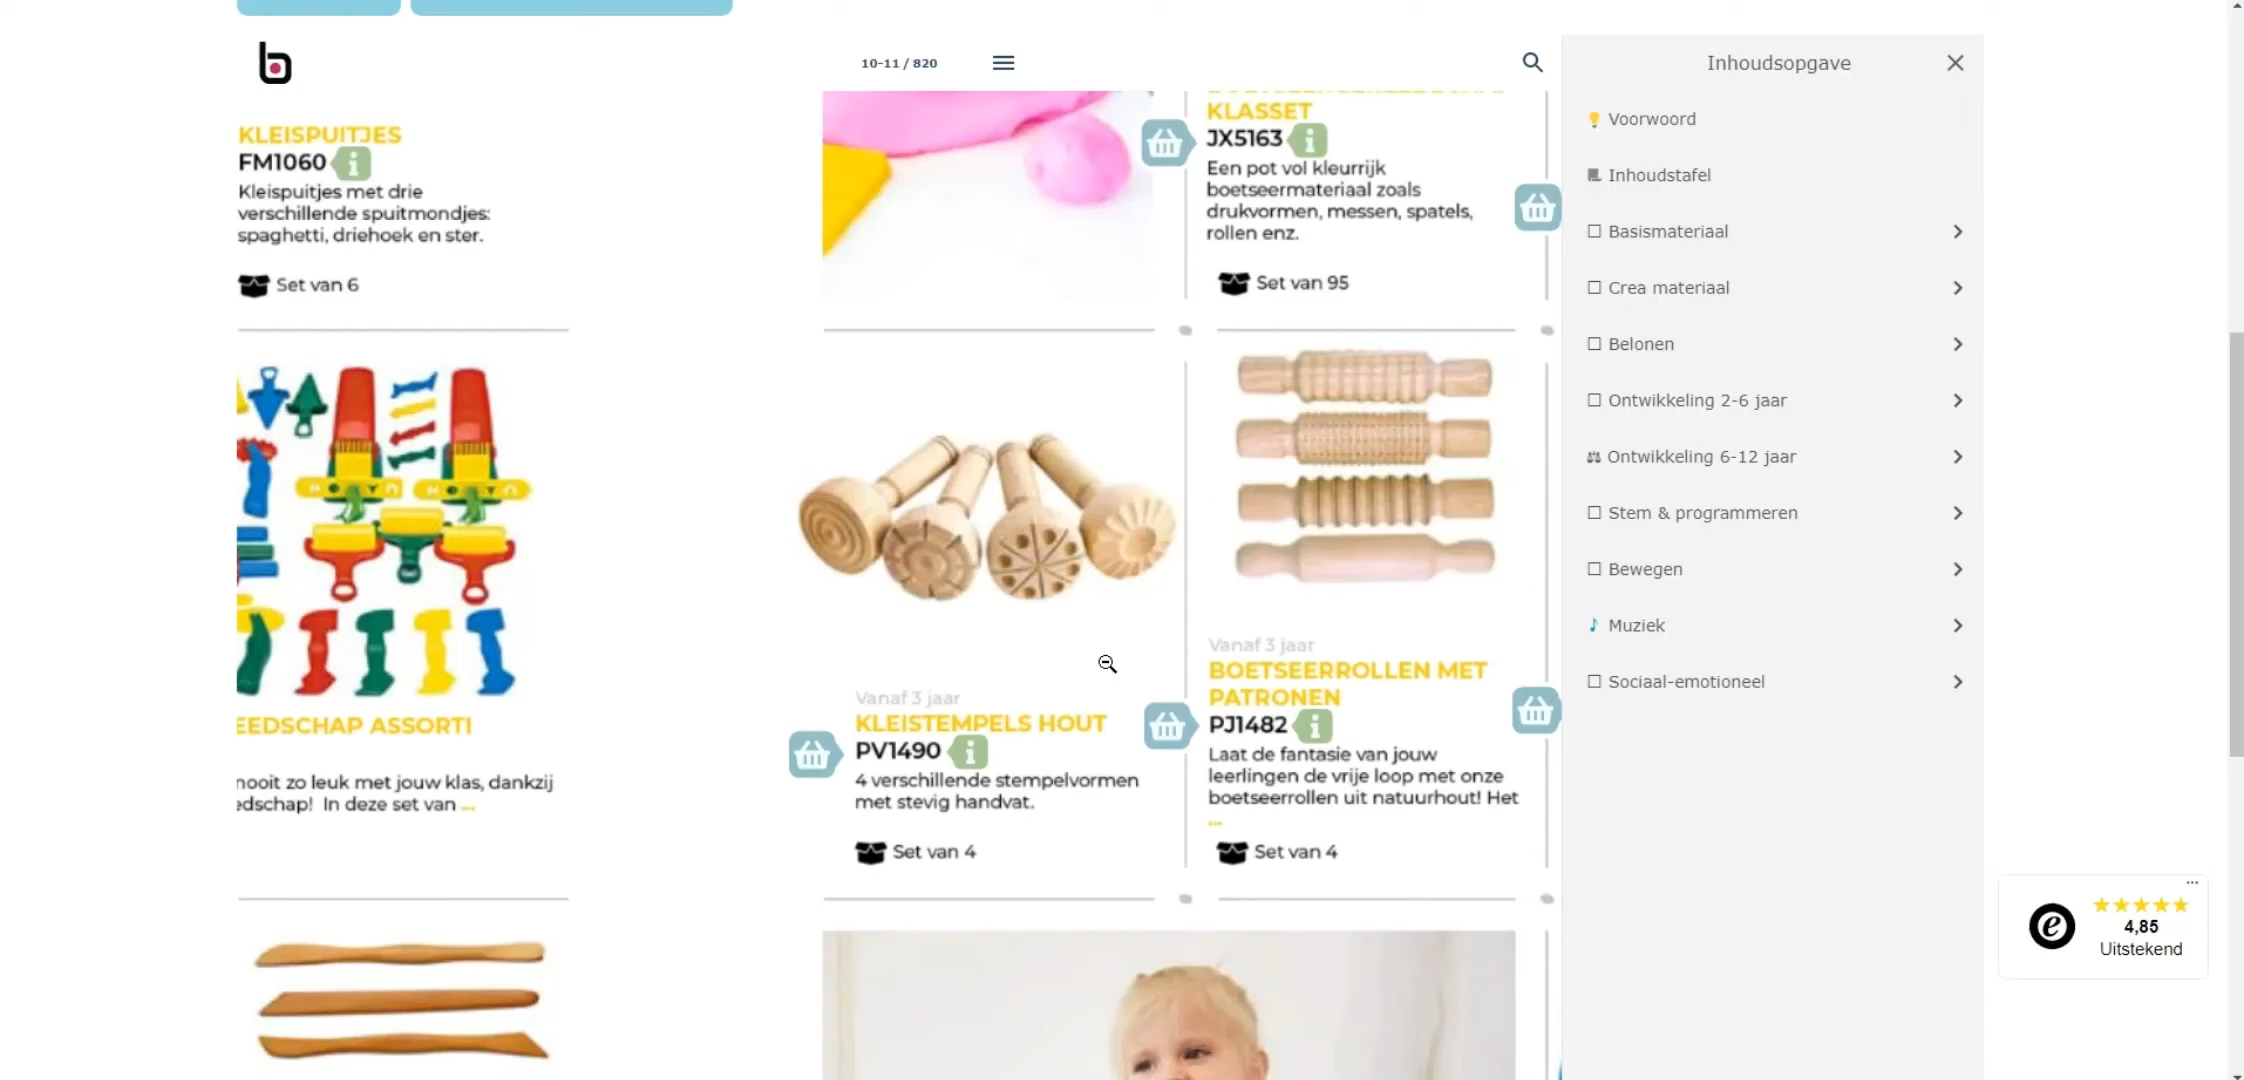 10-11 / 820
KLEISPUITJES
FM1060
Kleispuitjes met drie
verschillende spuitmondjes:
spaghetti, driehoek en ster.
Set van 6
KLASSET
JX5163
Een pot vol kleurrijk
boetseermateriaal zoals
drukvormen, messen, spatels,
rollen enz.
Set van 95
EEDSCHAP ASSORTI
nooit zo leuk met jouw klas, dankzij
edschap! In deze set van ...
Vanaf 3 jaar
KLEISTEMPELS HOUT
PV1490
4 verschillende stempelvormen
met stevig handvat.
Set van 4
Vanaf 3 jaar
BOETSEERROLLEN MET
PATRONEN
PJ1482
Laat de fantasie van jouw
leerlingen de vrije loop met onze
boetseerrollen uit natuurhout! Het
...
Set van 4
Inhoudsopgave
Voorwoord
Inhoudstafel
Basismateriaal
Crea materiaal
Belonen
Ontwikkeling 2-6 jaar
Ontwikkeling 6-12 jaar
Stem & programmeren
Bewegen
Muziek
Sociaal-emotioneel
4,85
Uitstekend